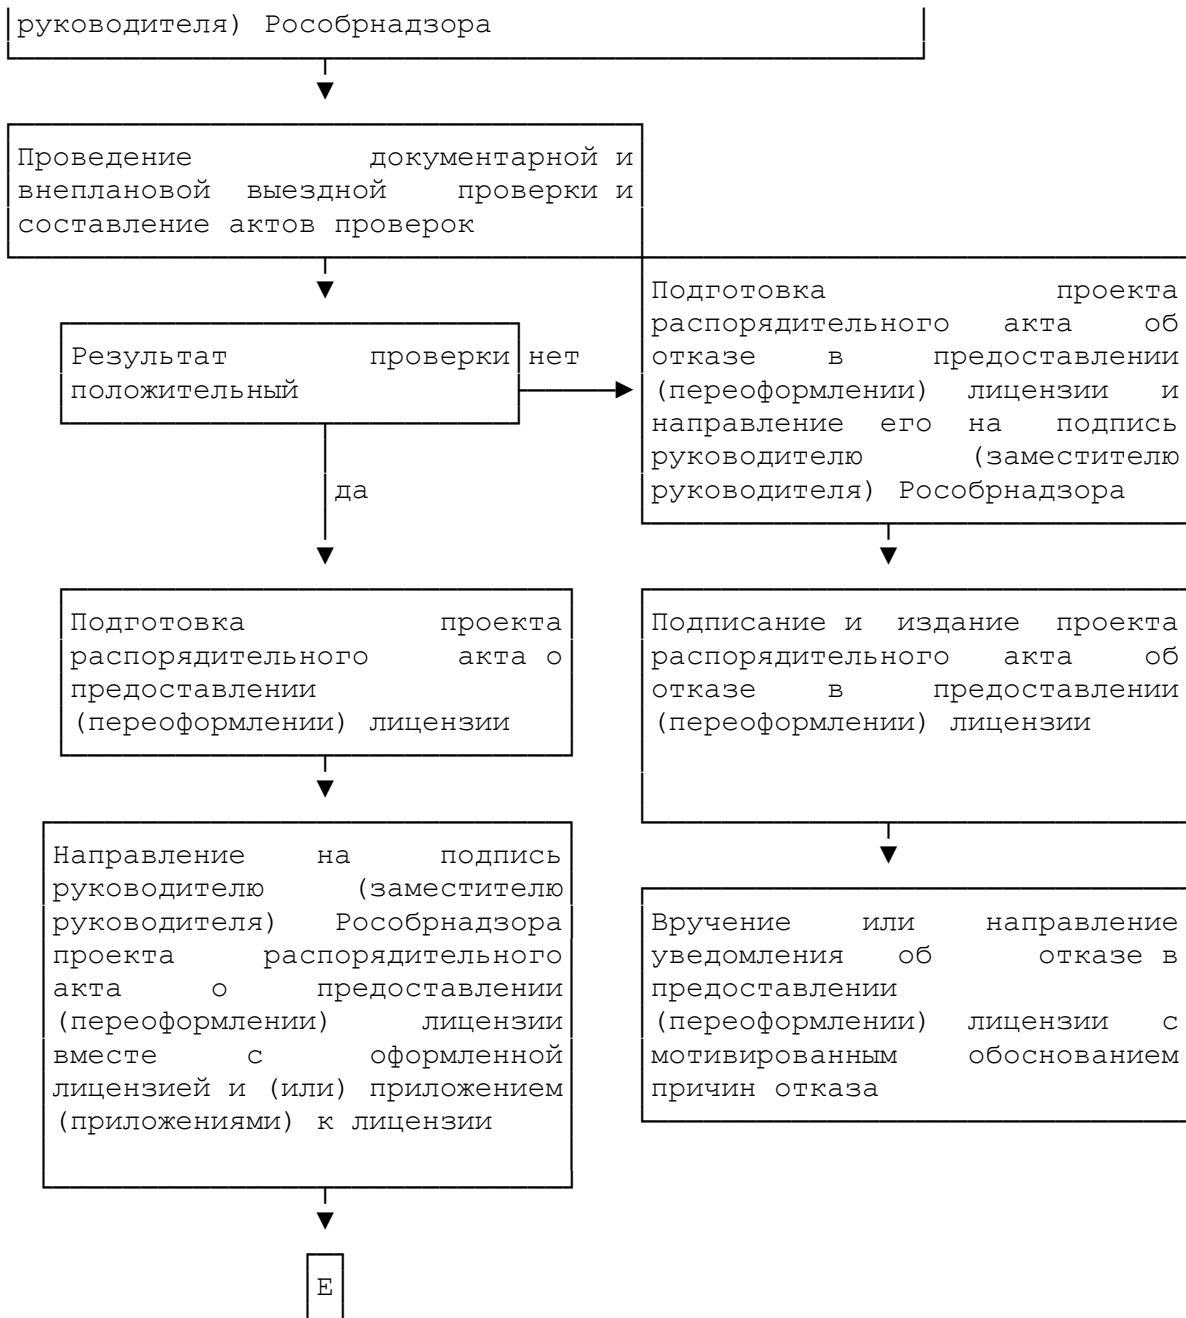 руководителя) Рособрнадзора
Проведение документарной и
внеплановой выездной проверки и
составление актов проверок
Результат проверки
положительный
нет
да
Подготовка проекта
распорядительного акта об
отказе в предоставлении
(переоформлении) лицензии и
направление его на подпись
руководителю (заместителю
руководителя) Рособрнадзора
Подготовка проекта
распорядительного акта о
предоставлении
(переоформлении) лицензии
Подписание и издание проекта
распорядительного акта об
отказе в предоставлении
(переоформлении) лицензии
Направление на подпись
руководителю (заместителю
руководителя) Рособрнадзора
проекта распорядительного
акта о предоставлении
(переоформлении) лицензии
вместе с оформленной
лицензией и (или) приложением
(приложениями) к лицензии
Вручение или направление
уведомления об отказе в
предоставлении
(переоформлении) лицензии с
мотивированным обоснованием
причин отказа
Е